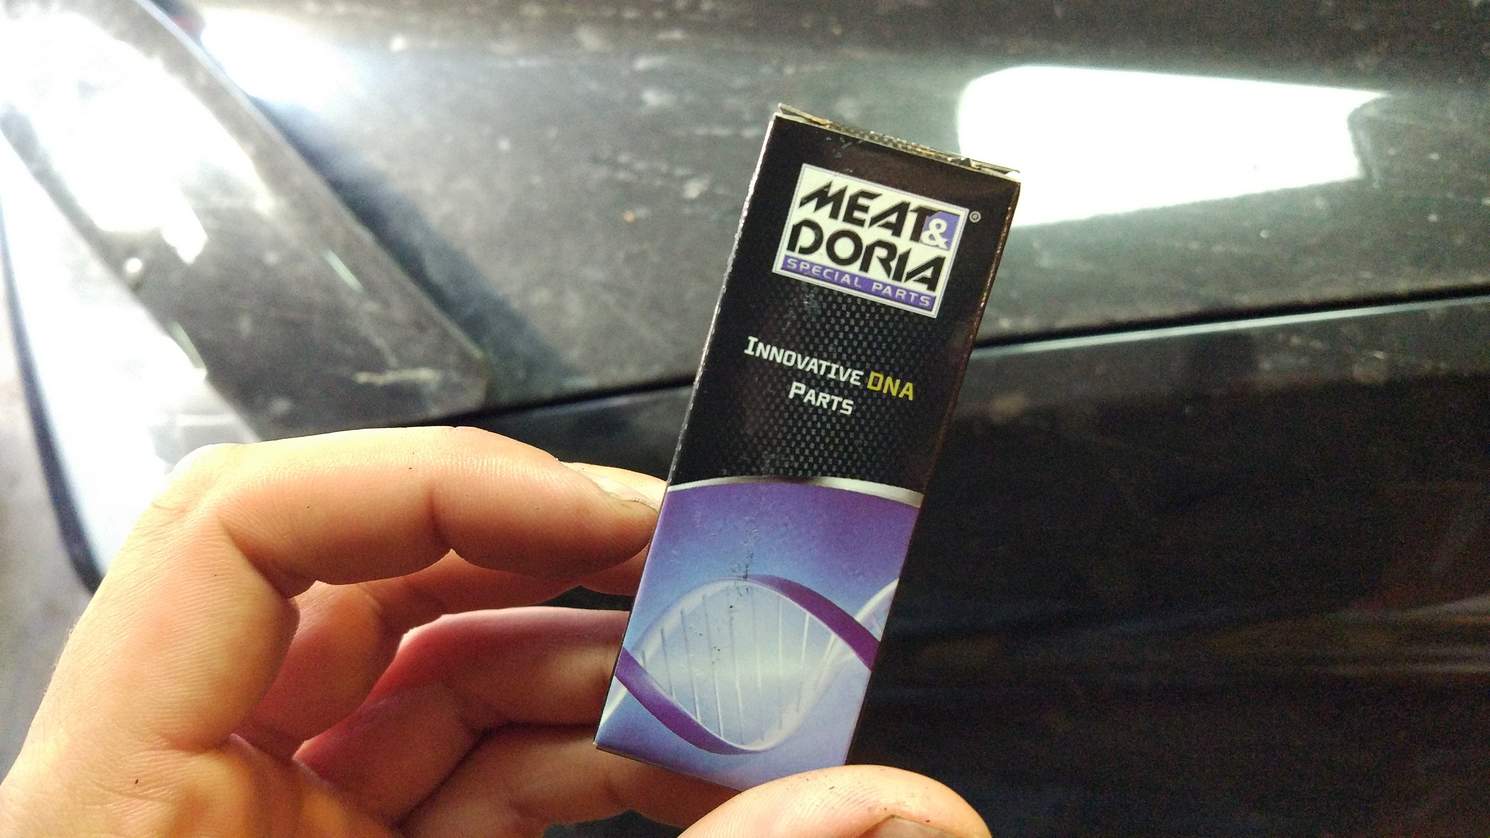 MEAT &
DORIA
SPECIAL PARTS
®
INNOVATIVE DNA
PARTS